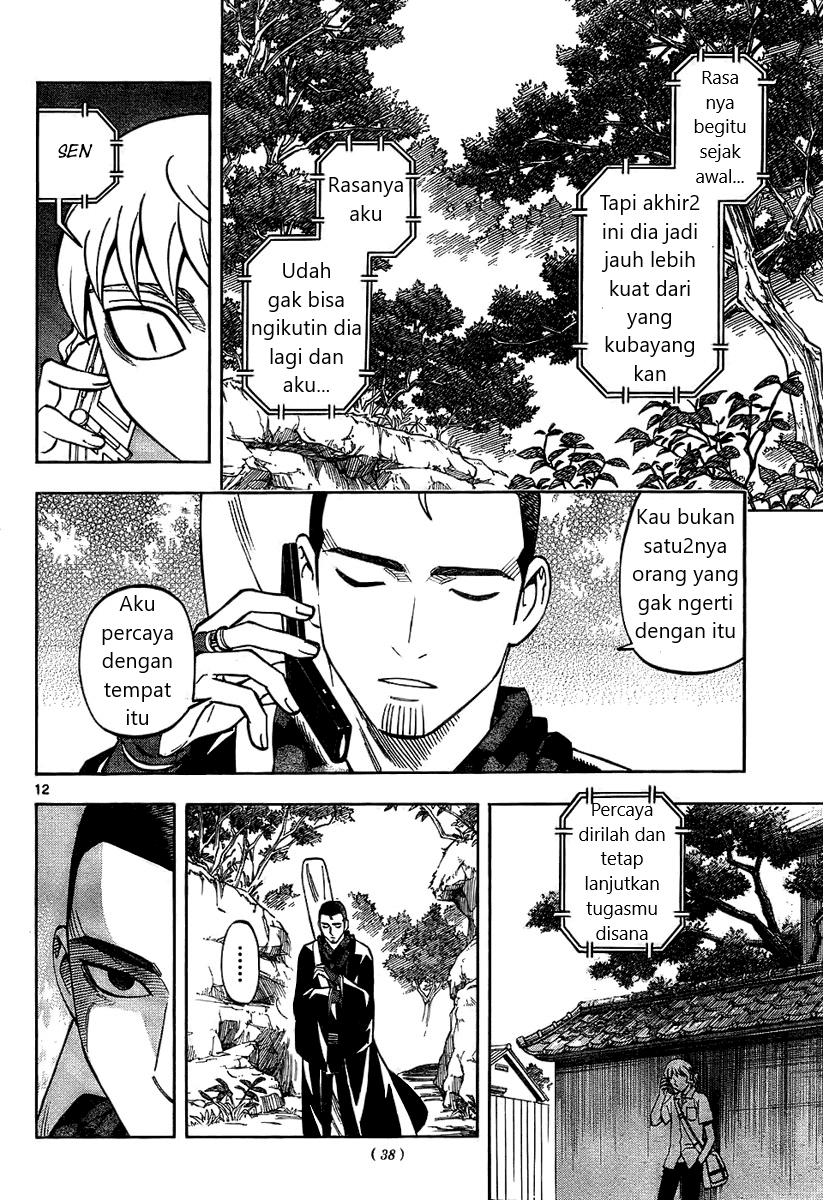 Rasa
nya
begitu
sejak
awal...
Tapi akhir2
ini dia jadi
jauh lebih
kuat dari
yang
kubayang
kan
Rasanya
aku
Udah
gak bisa
ngikutin dia
lagi dan
aku...
SEN
Kau bukan
satu2nya
orang yang
gak ngerti
dengan itu
Aku
percaya
dengan
tempat
itu
12
Percaya
dirilah dan
tetap
lanjutkan
tugasmu
disana
......
(38)